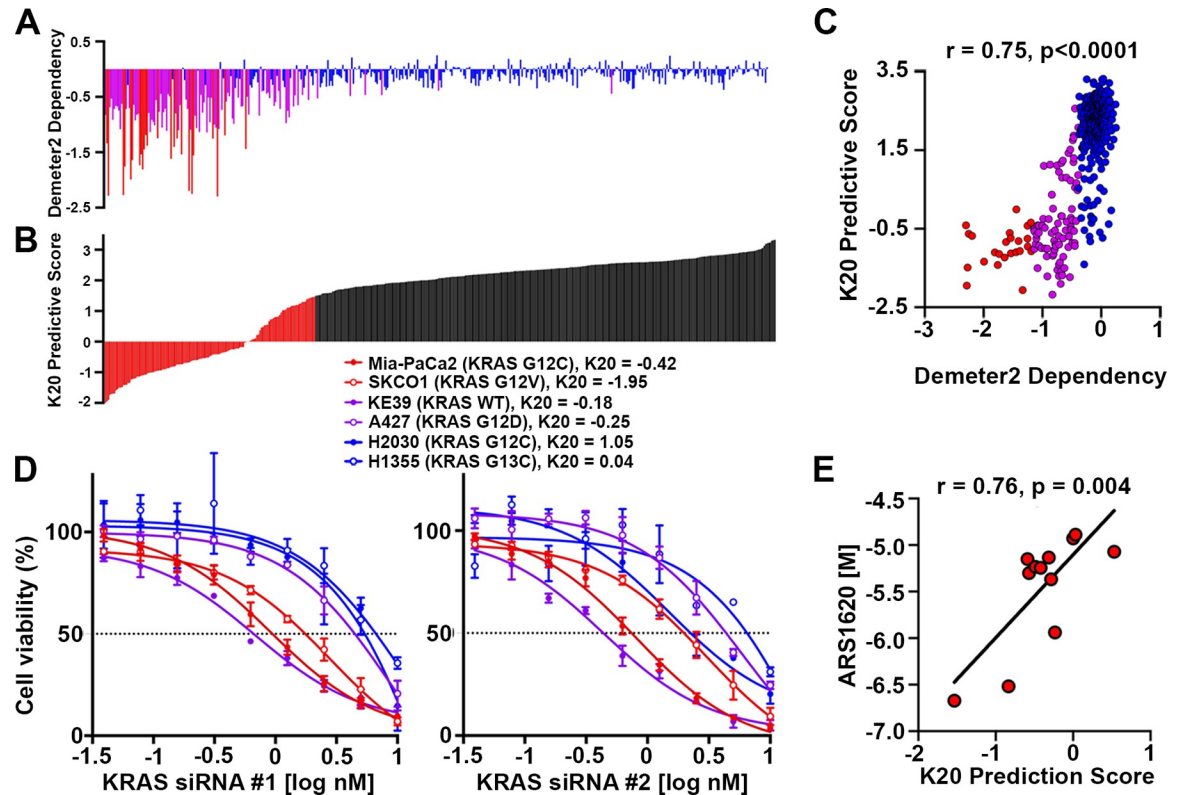 A
Demeter2 Dependency
0.5
-0.5
-1.5
-2.5
B
K20 Predictive Score
3
2
1
0
-1
-2
Mia-PaCa2 (KRAS G12C), K20 = -0.42
SKCO1 (KRAS G12V), K20 = -1.95
KE39 (KRAS WT), K20 = -0.18
A427 (KRAS G12D), K20 = -0.25
H2030 (KRAS G12C), K20 = 1.05
H1355 (KRAS G13C), K20 = 0.04
C
r = 0.75, p<0.0001
K20 Predictive Score
3.5
1.5
-0.5
-2.5
-3 -2 -1 0 1
Demeter2 Dependency
D
Cell viability (%)
100
50
0
-1.5 -1 -0.5 0 0.5 1
KRAS siRNA #1 [log nM]
100
50
0
-1.5 -1 -0.5 0 0.5 1
KRAS siRNA #2 [log nM]
E
r = 0.76, p = 0.004
ARS1620 [M]
-4.5
-5.0
-5.5
-6.0
-6.5
-7.0
-2 -1 0 1
K20 Prediction Score